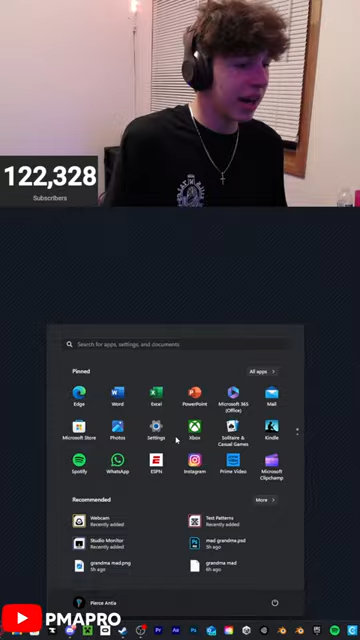 122,328
Subscribers
Search for apps, settings, and documents
Pinned
All apps
Edge
Word
Excel
PowerPoint
Microsoft 365 (Office)
Mail
Microsoft Store
Photos
Settings
Xbox
Solitaire & Casual Games
Kindle
Spotify
WhatsApp
ESPN
Instagram
Prime Video
Microsoft Clipchamp
Recommended
More
Webcam
Recently added
Test Patterns
Recently added
Studio Monitor
Recently added
mad grandma.psd
5h ago
grandma mad.png
grandma mad
6h ago
Pierce Antia
PMAPRO